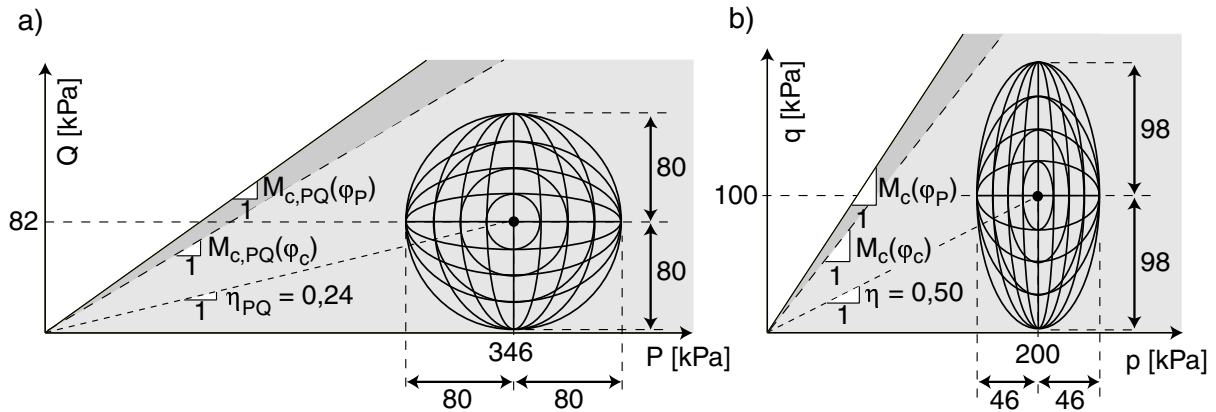 a)
Q [kPa]
82
M_c,PQ(φ_P)
1
M_c,PQ(φ_c)
1
η_PQ = 0,24
1
80
80
346
P [kPa]
80
80
b)
q [kPa]
100
M_c(φ_P)
1
M_c(φ_c)
1
η = 0,50
1
98
98
200
p [kPa]
46
46